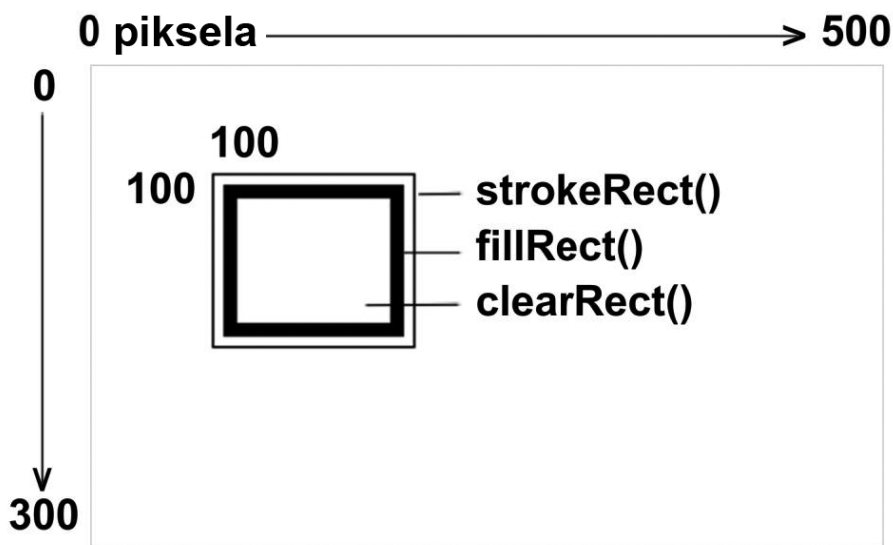 0 piksela 500
0
100
100
strokeRect()
fillRect()
clearRect()
300